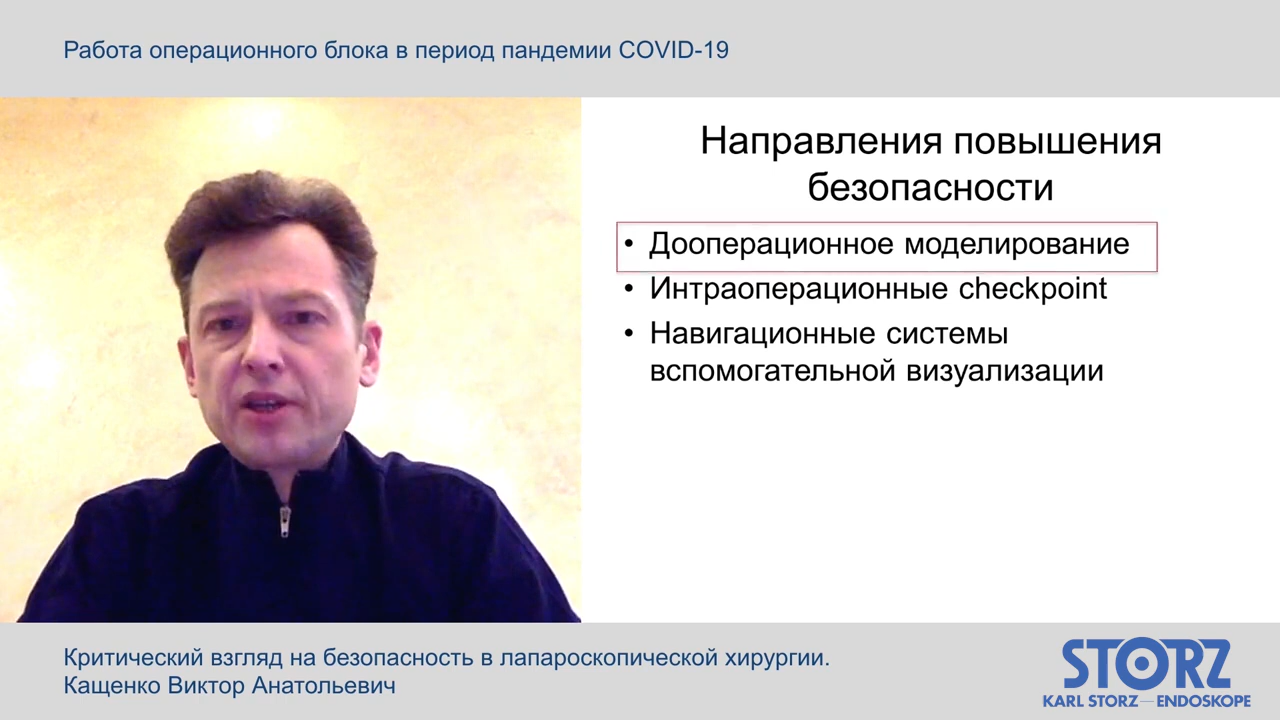 Работа операционного блока в период пандемии COVID-19
Направления повышения
безопасности
• Дооперационное моделирование
• Интраоперационные checkpoint
• Навигационные системы
вспомогательной визуализации
Критический взгляд на безопасность в лапароскопической хирургии.
Кащенко Виктор Анатольевич
STORZ
KARL STORZ—ENDOSKOPE